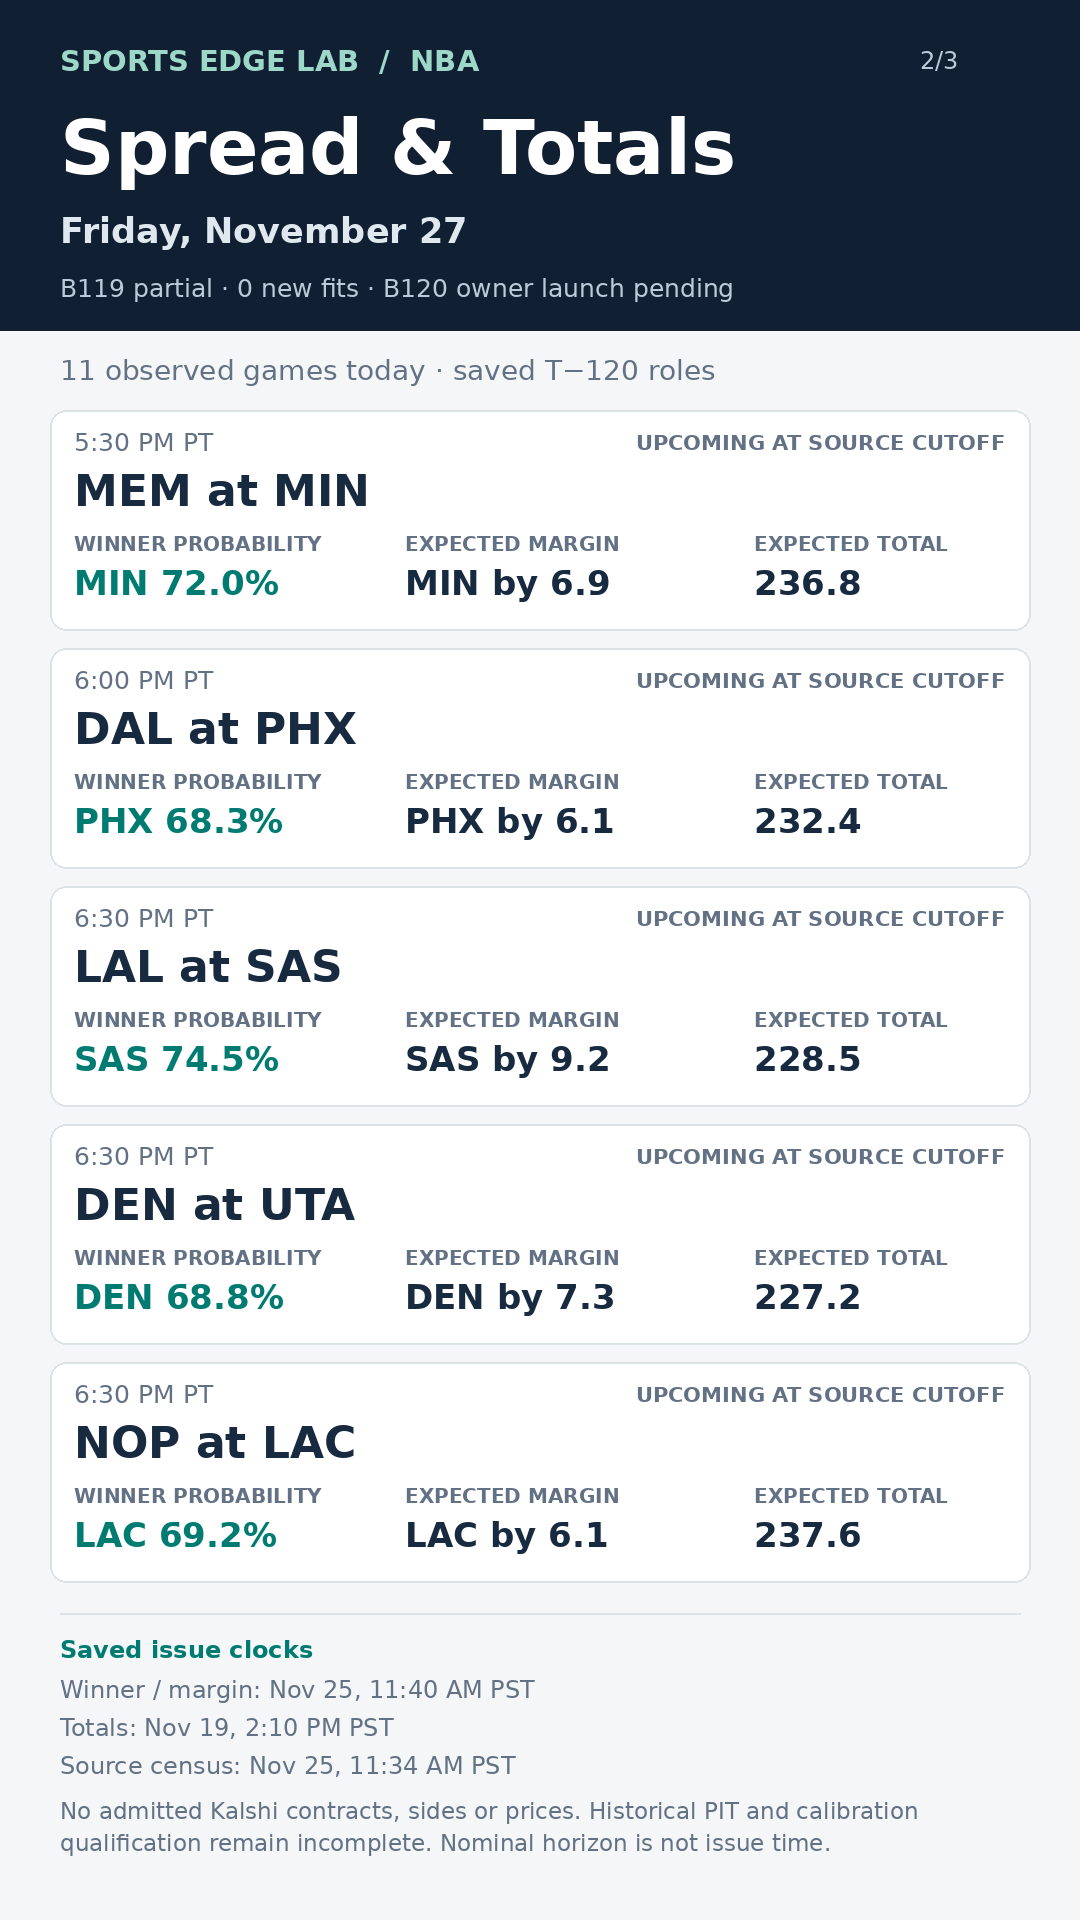 SPORTS EDGE LAB / NBA 2/3
Spread & Totals
Friday, November 27
B119 partial · 0 new fits · B120 owner launch pending
11 observed games today · saved T−120 roles
5:30 PM PT UPCOMING AT SOURCE CUTOFF
MEM at MIN
WINNER PROBABILITY EXPECTED MARGIN EXPECTED TOTAL
MIN 72.0% MIN by 6.9 236.8
6:00 PM PT UPCOMING AT SOURCE CUTOFF
DAL at PHX
WINNER PROBABILITY EXPECTED MARGIN EXPECTED TOTAL
PHX 68.3% PHX by 6.1 232.4
6:30 PM PT UPCOMING AT SOURCE CUTOFF
LAL at SAS
WINNER PROBABILITY EXPECTED MARGIN EXPECTED TOTAL
SAS 74.5% SAS by 9.2 228.5
6:30 PM PT UPCOMING AT SOURCE CUTOFF
DEN at UTA
WINNER PROBABILITY EXPECTED MARGIN EXPECTED TOTAL
DEN 68.8% DEN by 7.3 227.2
6:30 PM PT UPCOMING AT SOURCE CUTOFF
NOP at LAC
WINNER PROBABILITY EXPECTED MARGIN EXPECTED TOTAL
LAC 69.2% LAC by 6.1 237.6
Saved issue clocks
Winner / margin: Nov 25, 11:40 AM PST
Totals: Nov 19, 2:10 PM PST
Source census: Nov 25, 11:34 AM PST
No admitted Kalshi contracts, sides or prices. Historical PIT and calibration
qualification remain incomplete. Nominal horizon is not issue time.